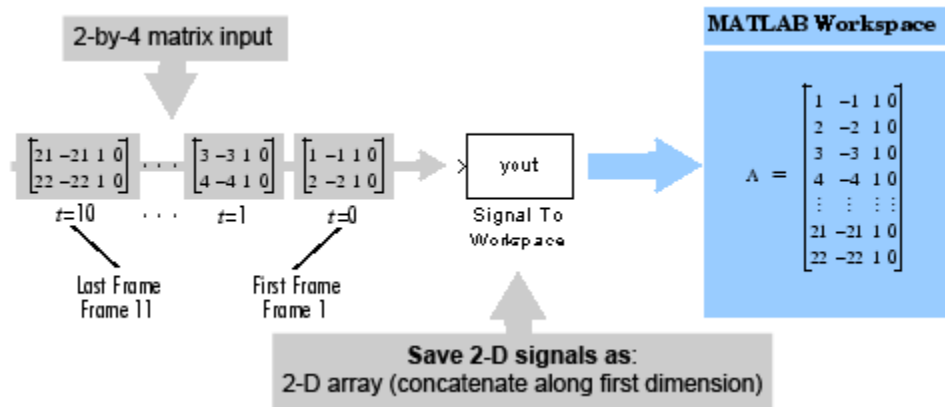 2-by-4 matrix input
MATLAB Workspace
[21 -21 1 0
22 -22 1 0]
· · ·
[3 -3 1 0
4 -4 1 0]
[1 -1 1 0
2 -2 1 0]
t=10
· · ·
t=1
t=0
Last Frame
Frame 11
First Frame
Frame 1
yout
Signal To
Workspace
A =
[1 -1 1 0
2 -2 1 0
3 -3 1 0
4 -4 1 0
⋮ ⋮ ⋮ ⋮
21 -21 1 0
22 -22 1 0]
Save 2-D signals as:
2-D array (concatenate along first dimension)